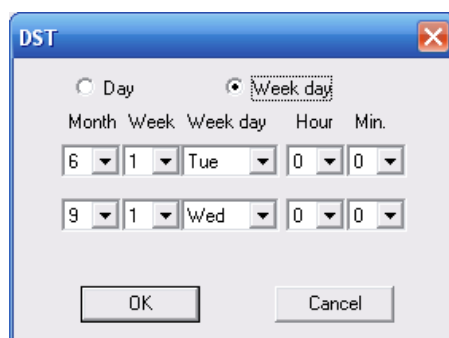 DST
Day Week day
Month Week Week day Hour Min.
6 1 Tue 0 0
9 1 Wed 0 0
OK Cancel